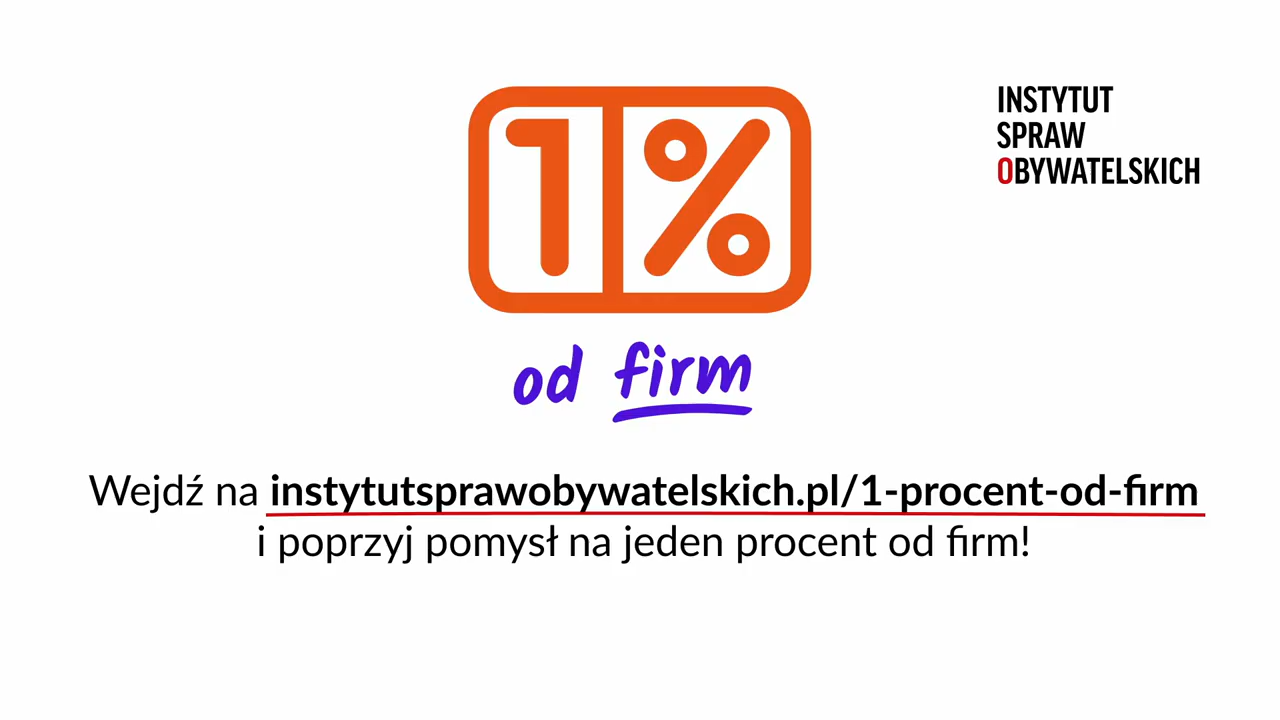 1%
od firm
INSTYTUT
SPRAW
OBYWATELSKICH
Wejdź na instytutsprawobywatelskich.pl/1-procent-od-firm
i poprzyj pomysł na jeden procent od firm!